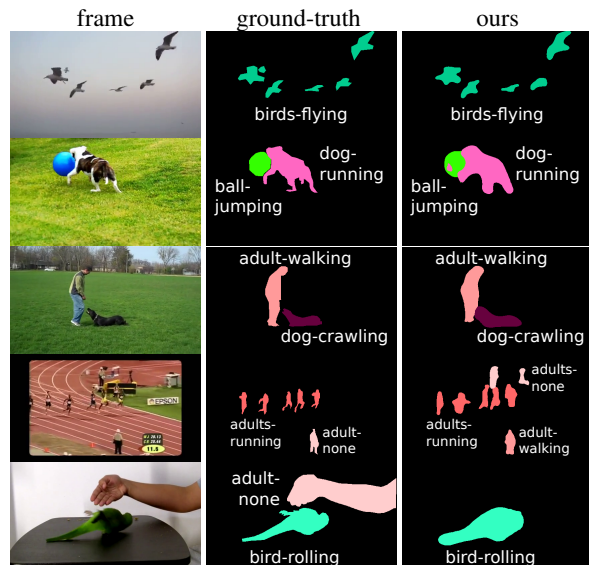 frame ground-truth ours
birds-flying
dog-
running
ball-
jumping
dog-
running
ball-
jumping
adult-walking
dog-crawling
adult-walking
dog-crawling
EPSON
11.6
adults-
running
adult-
none
adults-
none
adults-
running
adult-
walking
adult-
none
bird-rolling
bird-rolling